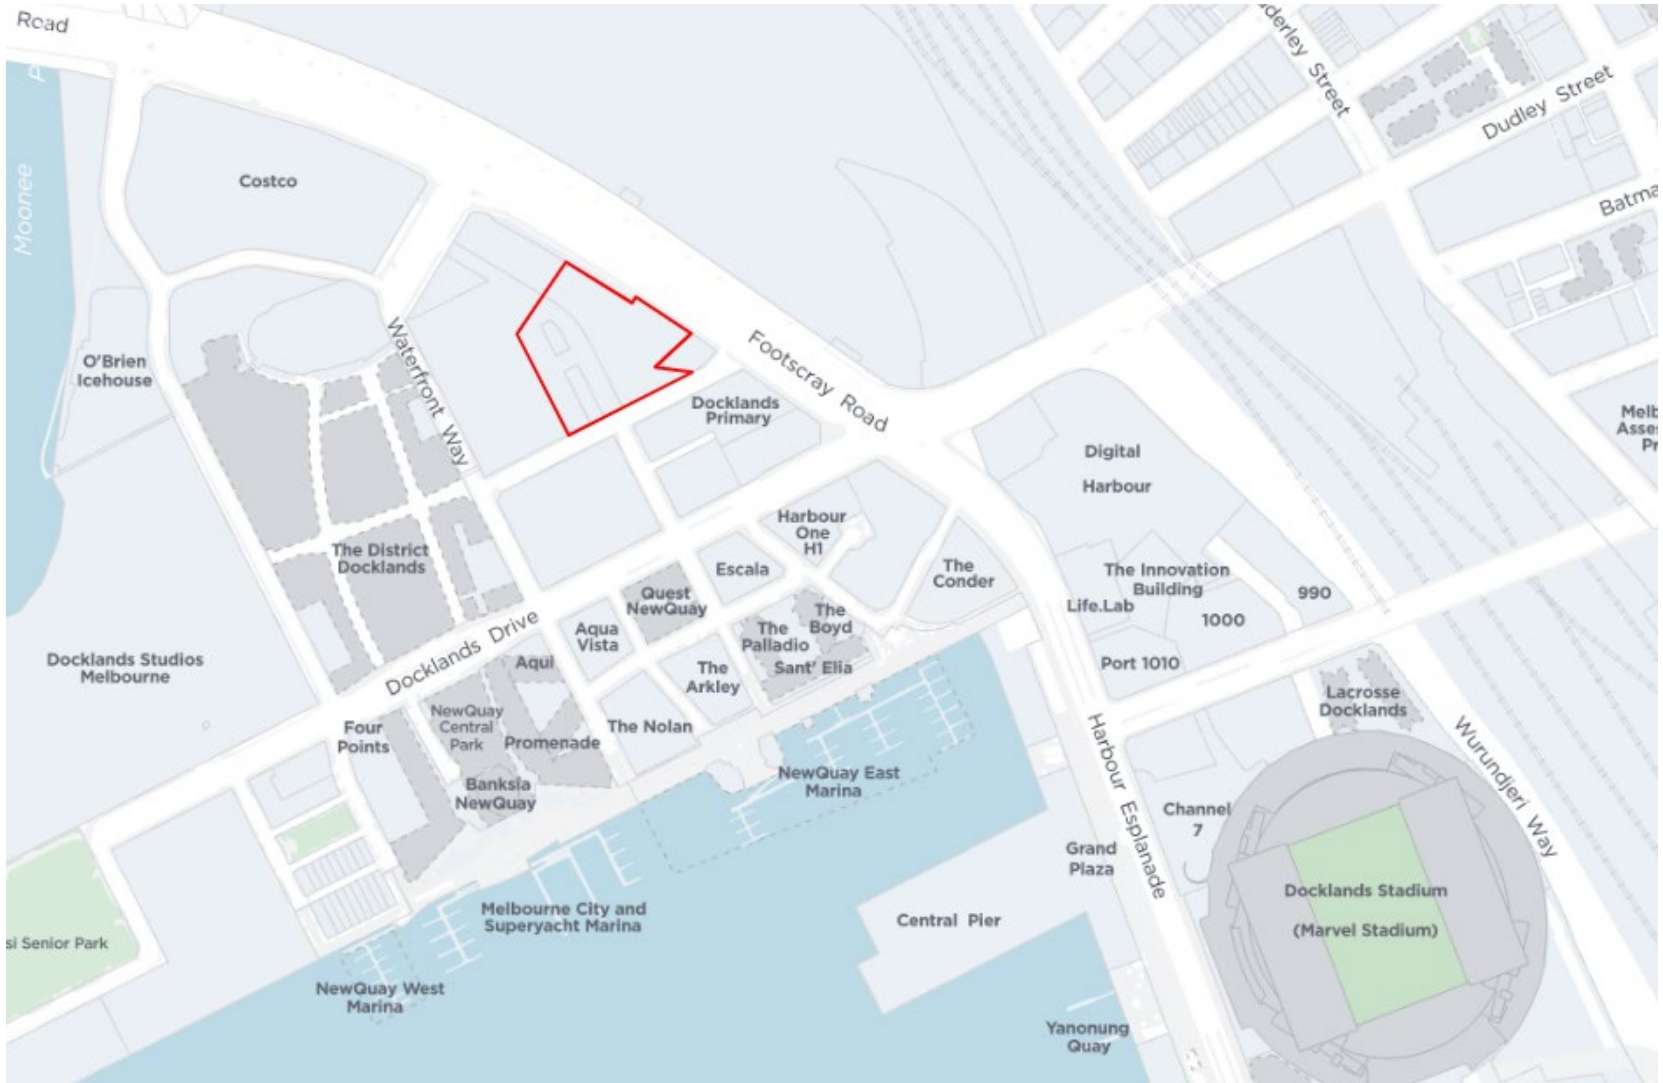 Road
Moonee
Costco
O'Brien
Icehouse
Waterfront Way
Footscray Road
Docklands
Primary
Street
Dudley Street
Digital
Harbour
Harbour
One
H1
The District
Docklands
Escala
The
Conder
Quest
NewQuay
The Innovation
Building
990
Life.Lab
1000
Aqua
Vista
The
Boyd
The
Palladio
Sant' Elia
Docklands Drive
Aqui
Port 1010
Docklands Studios
Melbourne
The
Arkley
Lacrosse
Docklands
Four
Points
NewQuay
Central
Park
Promenade
The Nolan
Banksia
NewQuay
NewQuay East
Marina
Harbour Esplanade
Wurundjeri Way
Channel
7
Grand
Plaza
Docklands Stadium
(Marvel Stadium)
Central Pier
Melbourne City and
Superyacht Marina
si Senior Park
NewQuay West
Marina
Yanonung
Quay